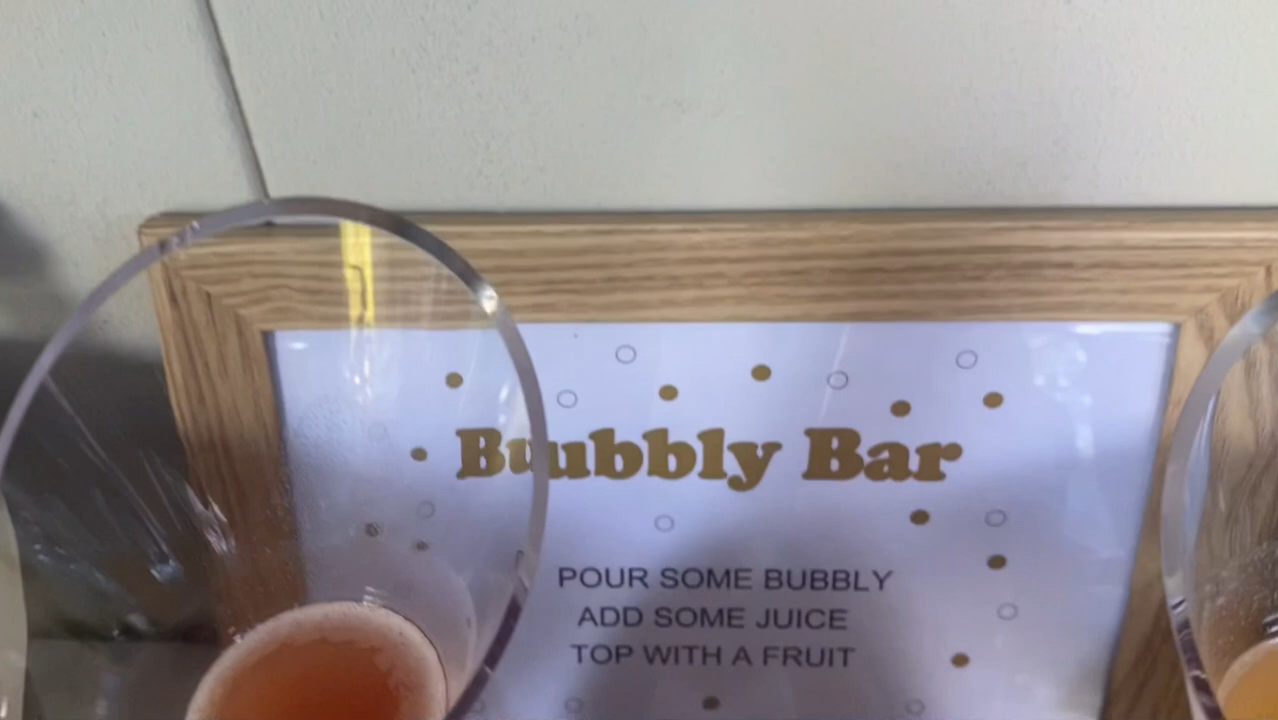 Bubbly Bar
POUR SOME BUBBLY
ADD SOME JUICE
TOP WITH A FRUIT